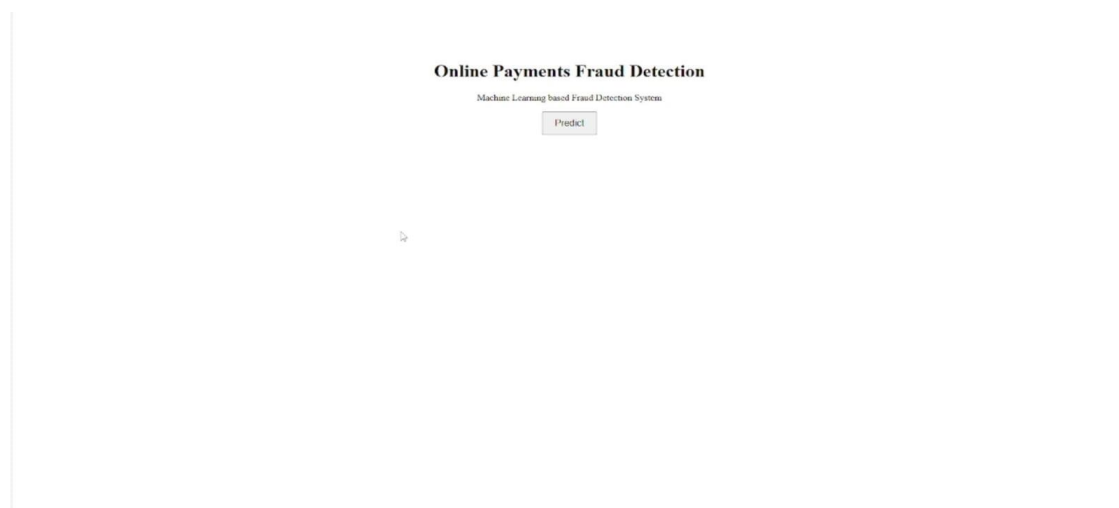 Online Payments Fraud Detection
Machine Learning based Fraud Detection System
Predict